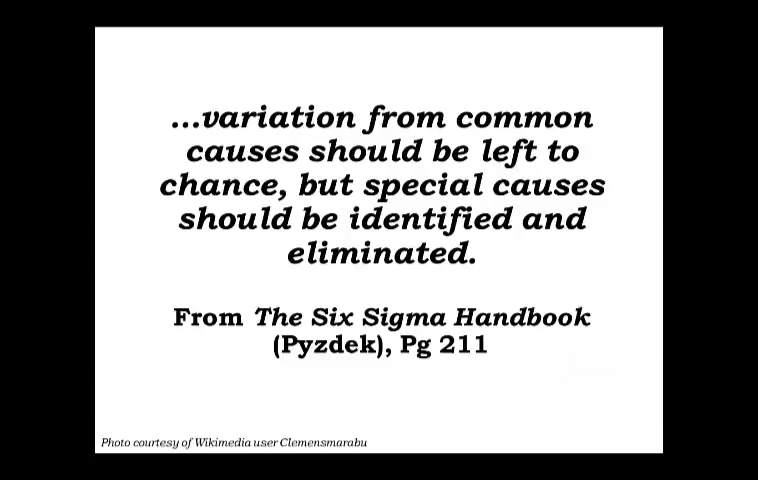 ...variation from common
causes should be left to
chance, but special causes
should be identified and
eliminated.
From The Six Sigma Handbook
(Pyzdek), Pg 211
Photo courtesy of Wikimedia user Clemensmarabu